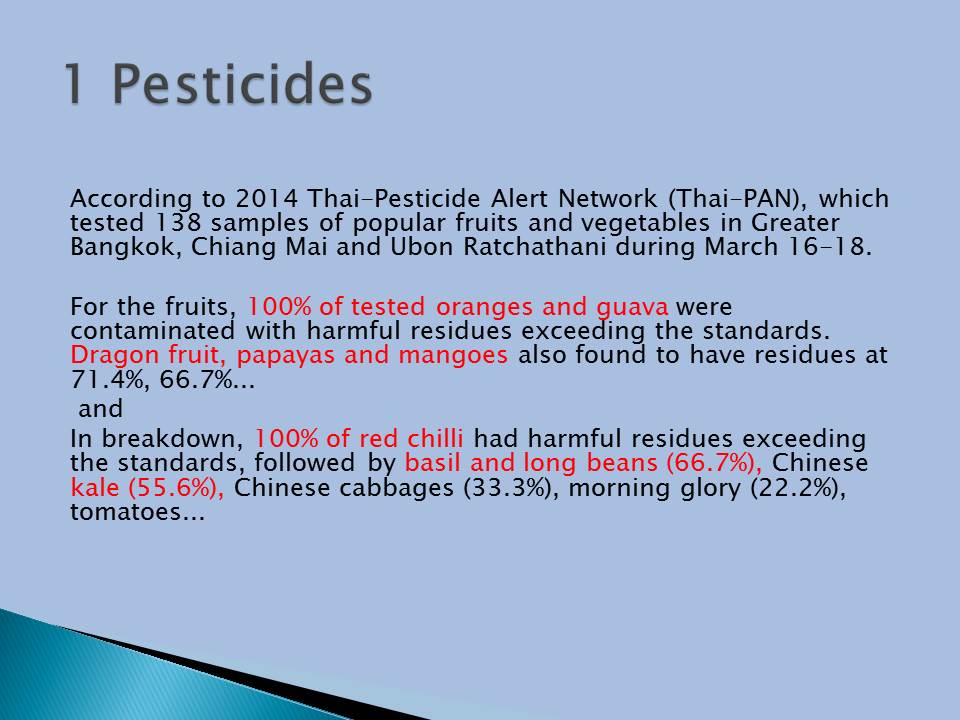 1 Pesticides
According to 2014 Thai-Pesticide Alert Network (Thai-PAN), which
tested 138 samples of popular fruits and vegetables in Greater
Bangkok, Chiang Mai and Ubon Ratchathani during March 16-18.
For the fruits, 100% of tested oranges and guava were
contaminated with harmful residues exceeding the standards.
Dragon fruit, papayas and mangoes also found to have residues at
71.4%, 66.7%...
and
In breakdown, 100% of red chilli had harmful residues exceeding
the standards, followed by basil and long beans (66.7%), Chinese
kale (55.6%), Chinese cabbages (33.3%), morning glory (22.2%),
tomatoes...